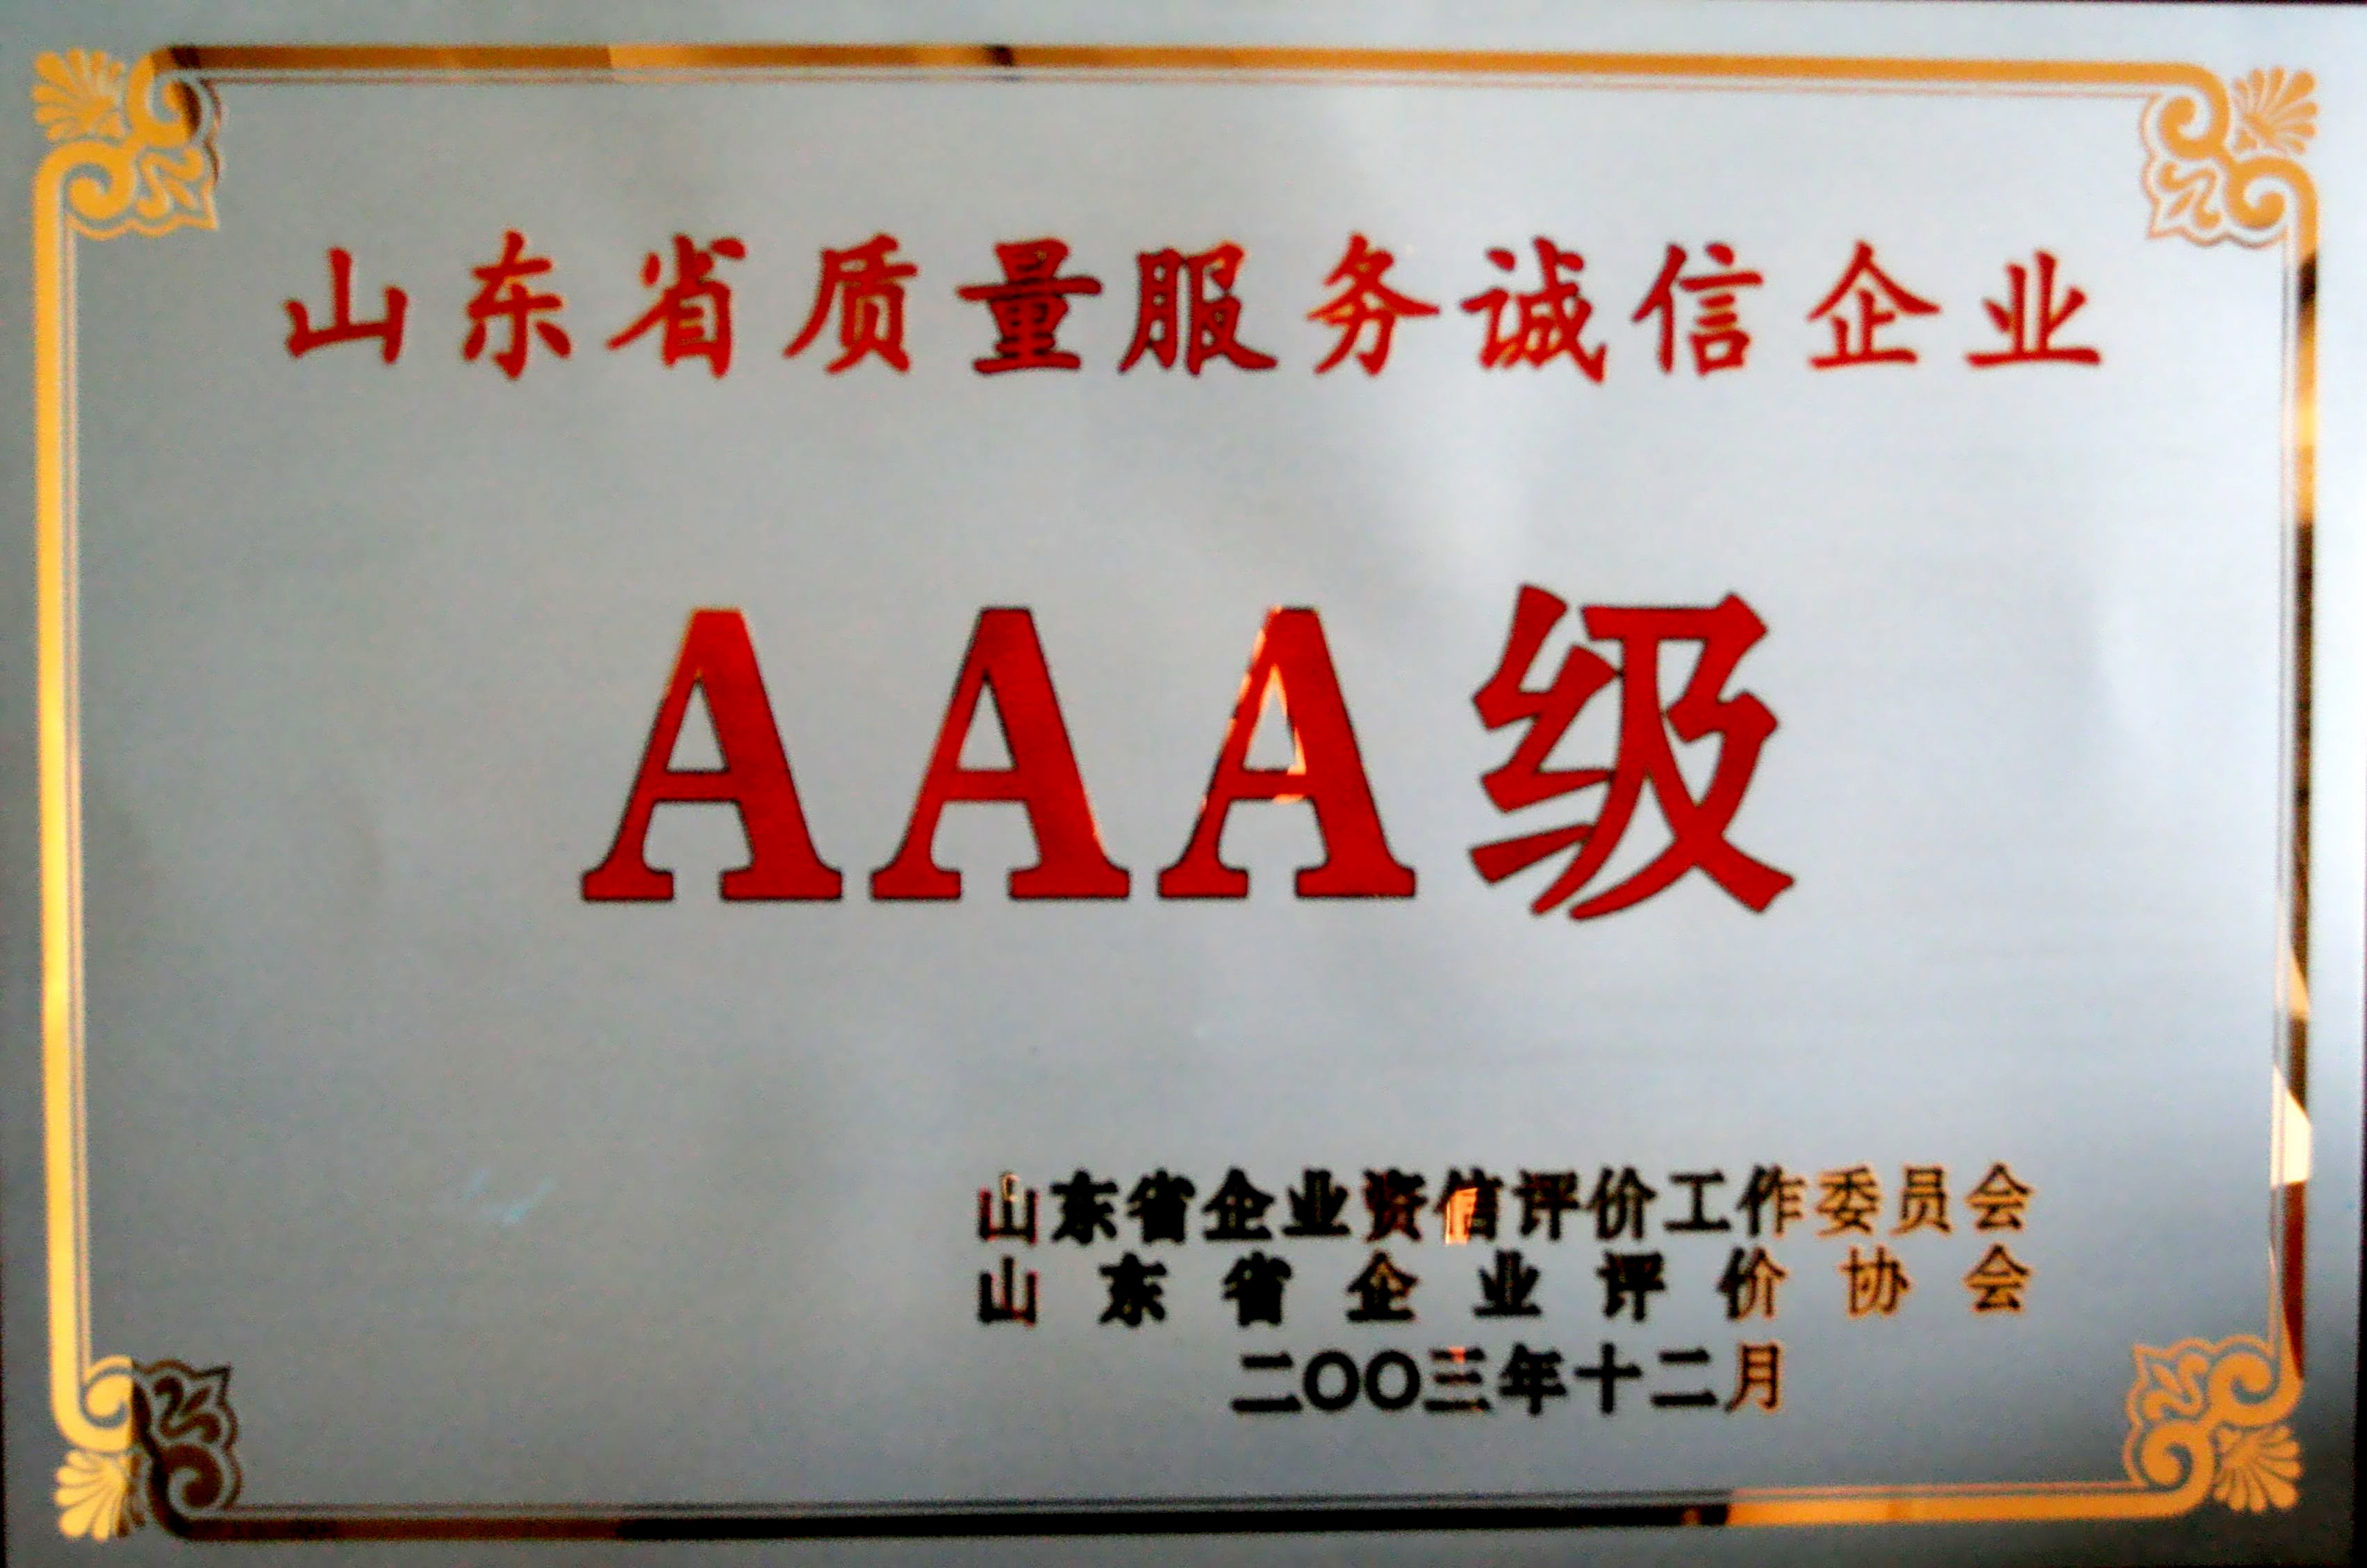 山东省质量服务诚信企业
AAA级
山东省企业资信评价工作委员会
山东省企业评价协会
二〇〇三年十二月